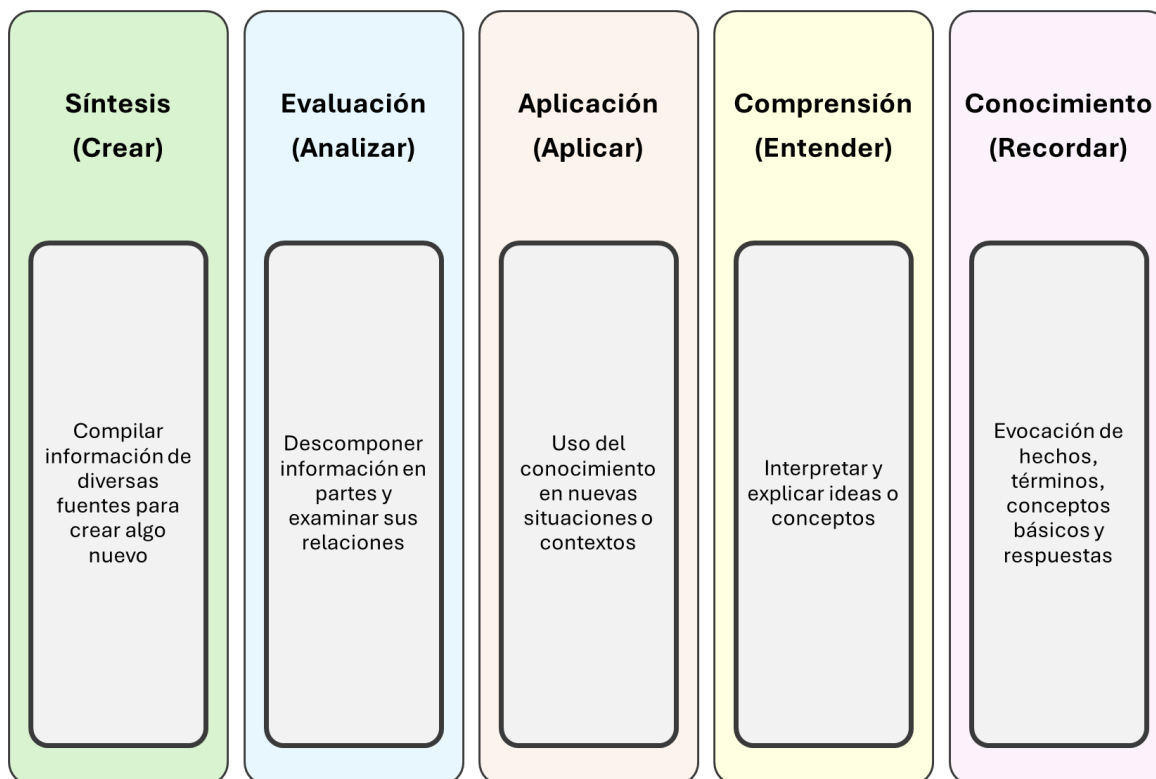 Síntesis
(Crear)
Compilar
información de
diversas
fuentes para
crear algo
nuevo
Evaluación
(Analizar)
Descomponer
información en
partes y
examinar sus
relaciones
Aplicación
(Aplicar)
Uso del
conocimiento
en nuevas
situaciones o
contextos
Comprensión
(Entender)
Interpretar y
explicar ideas o
conceptos
Conocimiento
(Recordar)
Evocación de
hechos,
términos,
conceptos
básicos y
respuestas